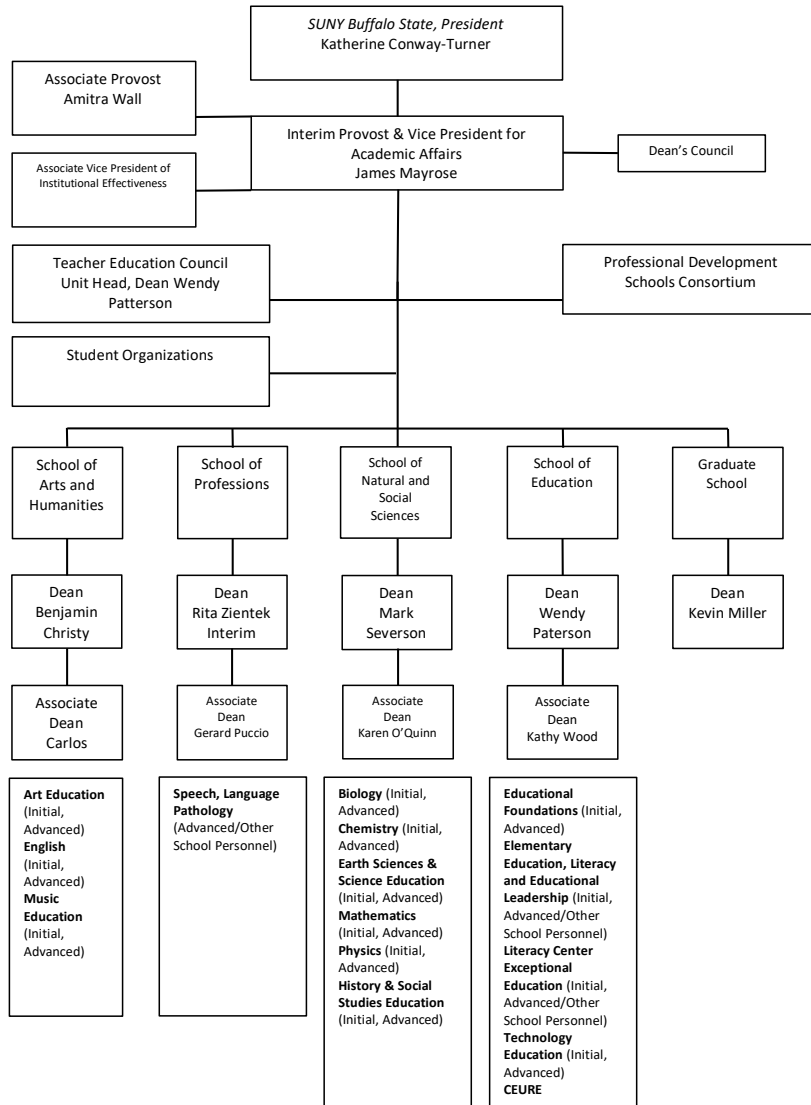 SUNY Buffalo State, President
Katherine Conway-Turner
Associate Provost
Amitra Wall
Interim Provost & Vice President for
Academic Affairs
James Mayrose
Dean's Council
Associate Vice President of
Institutional Effectiveness
Teacher Education Council
Unit Head, Dean Wendy
Patterson
Professional Development
Schools Consortium
Student Organizations
School of
Arts and
Humanities
School of
Professions
School of
Natural and
Social
Sciences
School of
Education
Graduate
School
Dean
Benjamin
Christy
Dean
Rita Zientek
Interim
Dean
Mark
Severson
Dean
Wendy
Paterson
Dean
Kevin Miller
Associate
Dean
Carlos
Associate
Dean
Gerard Puccio
Associate
Dean
Karen O'Quinn
Associate
Dean
Kathy Wood
Art Education
(Initial,
Advanced)
English
(Initial,
Advanced)
Music
Education
(Initial,
Advanced)
Speech, Language
Pathology
(Advanced/Other
School Personnel)
Biology (Initial,
Advanced)
Chemistry (Initial,
Advanced)
Earth Sciences &
Science Education
(Initial, Advanced)
Mathematics
(Initial, Advanced)
Physics (Initial,
Advanced)
History & Social
Studies Education
(Initial, Advanced)
Educational
Foundations (Initial,
Advanced)
Elementary
Education, Literacy
and Educational
Leadership (Initial,
Advanced/Other
School Personnel)
Literacy Center
Exceptional
Education (Initial,
Advanced/Other
School Personnel)
Technology
Education (Initial,
Advanced)
CEURE